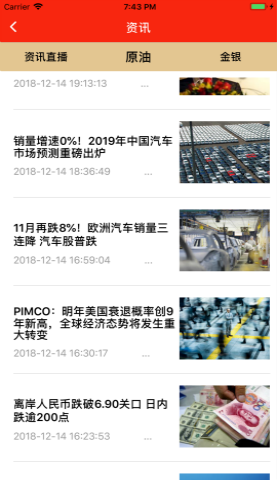 Carrier 7:43 PM
资讯
资讯直播 原油 金银
2018-12-14 19:13:13 ...
销量增速0%！2019年中国汽车
市场预测重磅出炉
2018-12-14 18:36:49 ...
11月再跌8%！欧洲汽车销量三
连降 汽车股普跌
2018-12-14 16:59:04 ...
PIMCO：明年美国衰退概率创9
年新高，全球经济态势将发生重
大转变
2018-12-14 16:30:17 ...
离岸人民币跌破6.90关口 日内
跌逾200点
2018-12-14 16:23:53 ...